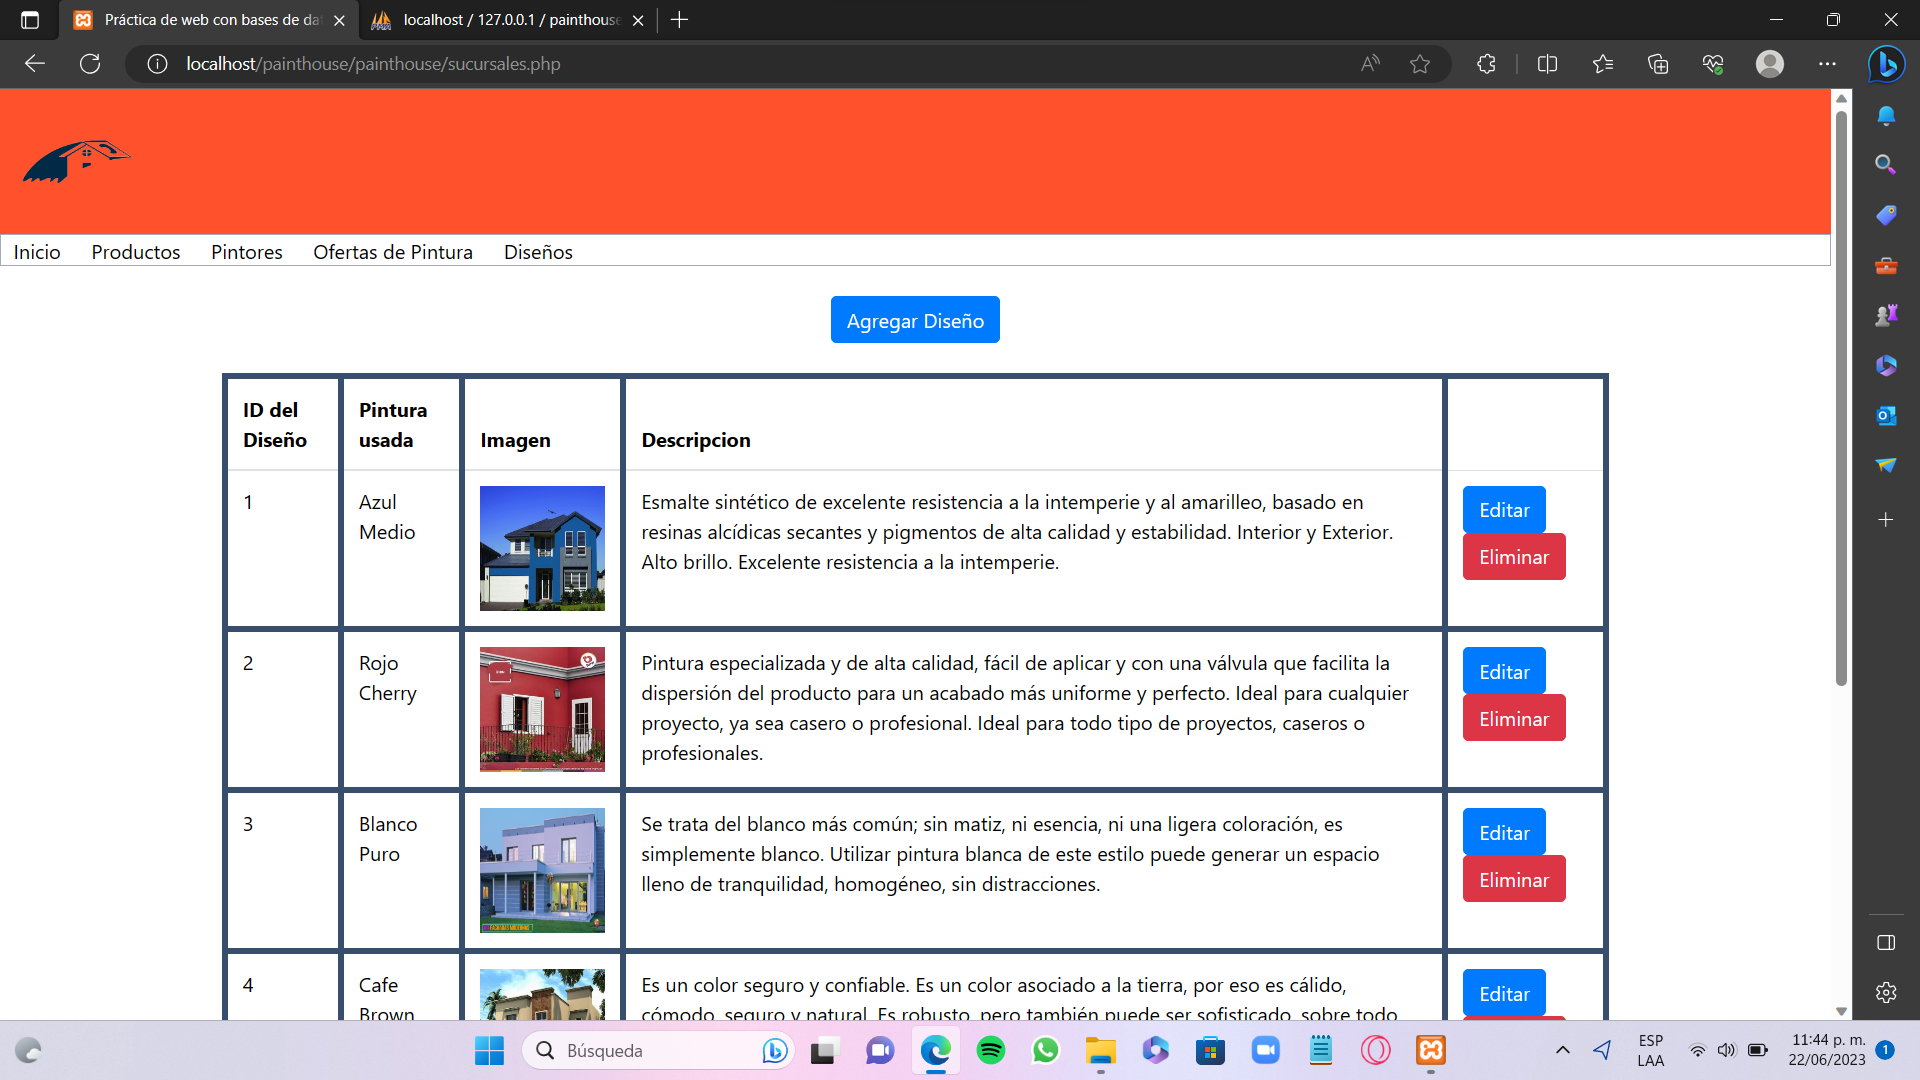 Práctica de web con bases de da
localhost / 127.0.0.1 / painthouse
localhost/painthouse/painthouse/sucursales.php
Inicio Productos Pintores Ofertas de Pintura Diseños
Agregar Diseño
ID del Diseño
Pintura usada
Imagen
Descripcion
1
Azul
Medio
Esmalte sintético de excelente resistencia a la intemperie y al amarilleo, basado en
resinas alcídicas secantes y pigmentos de alta calidad y estabilidad. Interior y Exterior.
Alto brillo. Excelente resistencia a la intemperie.
Editar
Eliminar
2
Rojo
Cherry
Pintura especializada y de alta calidad, fácil de aplicar y con una válvula que facilita la
dispersión del producto para un acabado más uniforme y perfecto. Ideal para cualquier
proyecto, ya sea casero o profesional. Ideal para todo tipo de proyectos, caseros o
profesionales.
Editar
Eliminar
3
Blanco
Puro
Se trata del blanco más común; sin matiz, ni esencia, ni una ligera coloración, es
simplemente blanco. Utilizar pintura blanca de este estilo puede generar un espacio
lleno de tranquilidad, homogéneo, sin distracciones.
Editar
Eliminar
4
Cafe
Brown
Es un color seguro y confiable. Es un color asociado a la tierra, por eso es cálido,
cómodo, seguro y natural. Es robusto, pero también puede ser sofisticado, sobre todo
Editar
Búsqueda
ESP
LAA
11:44 p. m.
22/06/2023
1